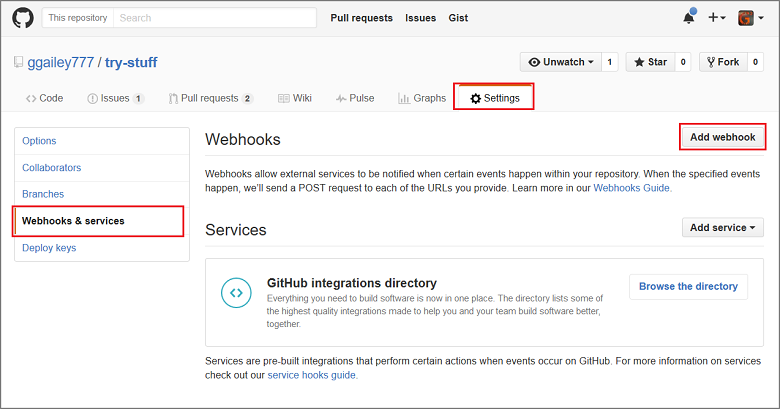 This repository Search Pull requests Issues Gist
ggailey777 / try-stuff Unwatch 1 Star 0 Fork 0
Code Issues 1 Pull requests 2 Wiki Pulse Graphs Settings
Options
Collaborators
Branches
Webhooks & services
Deploy keys
Webhooks Add webhook
Webhooks allow external services to be notified when certain events happen within your repository. When the specified events
happen, we'll send a POST request to each of the URLs you provide. Learn more in our Webhooks Guide.
Services Add service
GitHub integrations directory
Everything you need to build software is now in one place. The directory lists some of
the highest quality integrations made to help you and your team build software better,
together.
Browse the directory
Services are pre-built integrations that perform certain actions when events occur on GitHub. For more information on services
check out our service hooks guide.